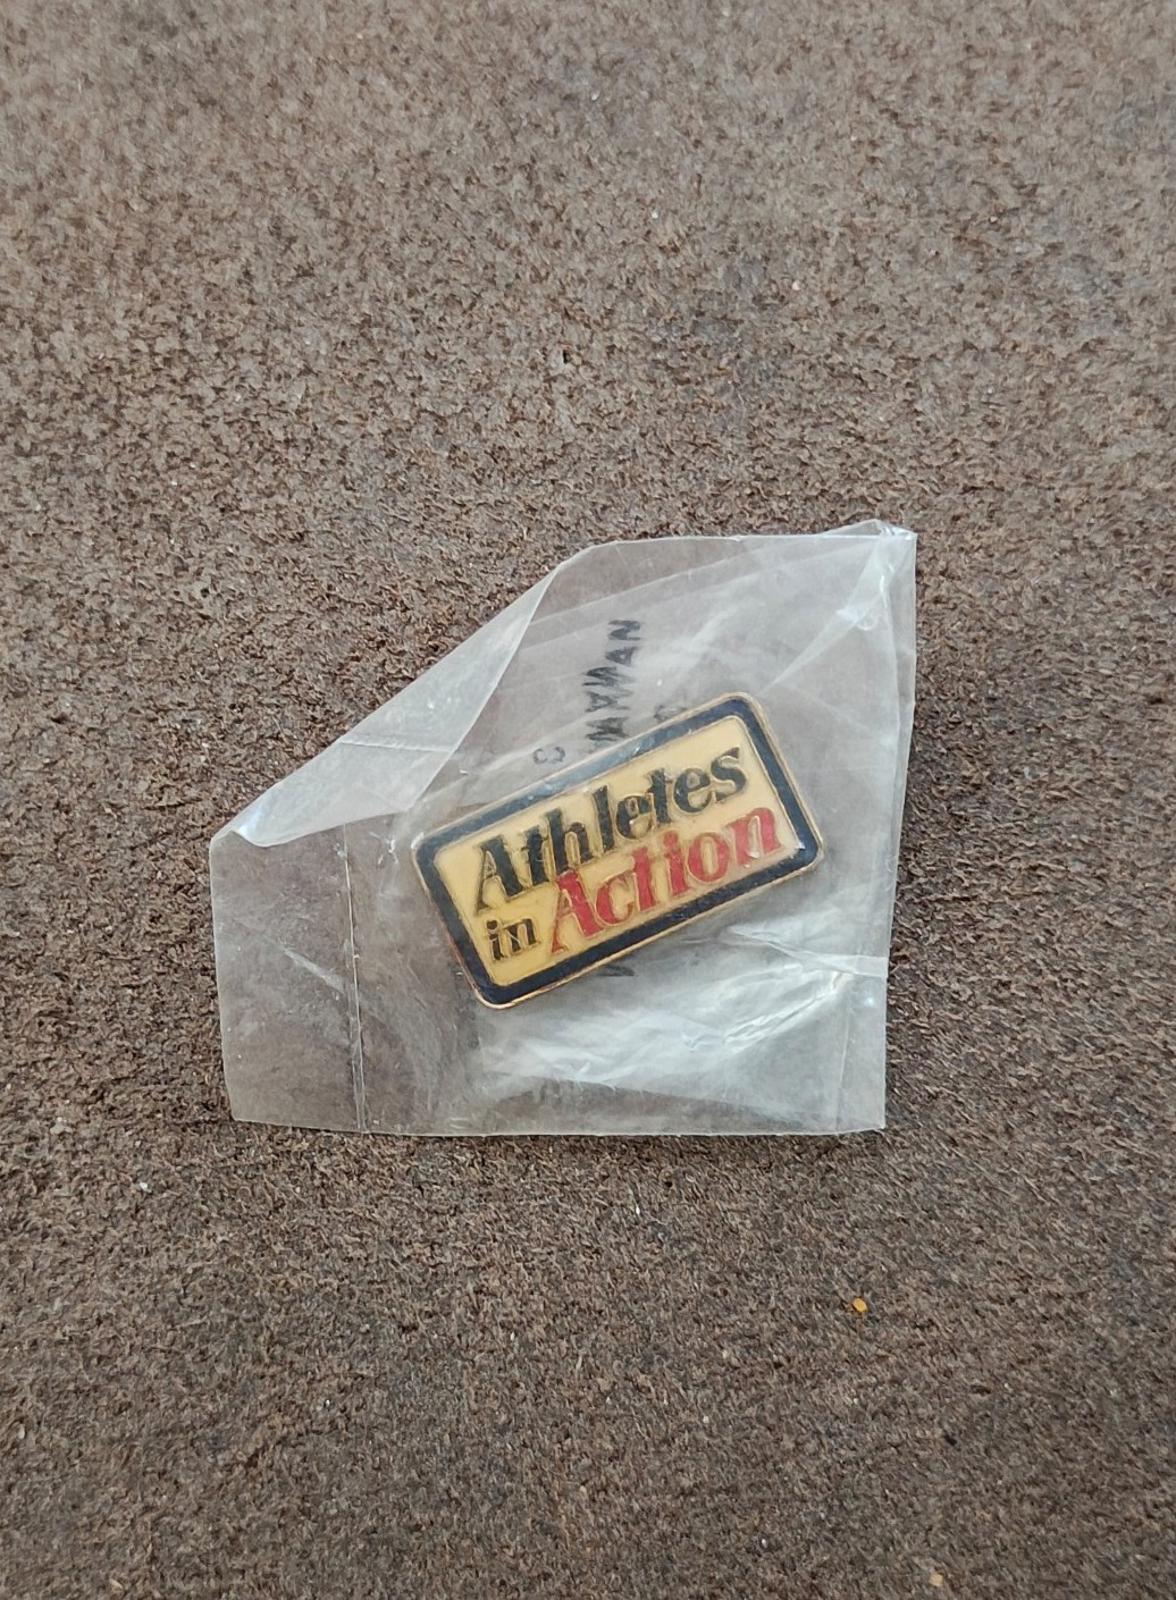 Athletes
in Action